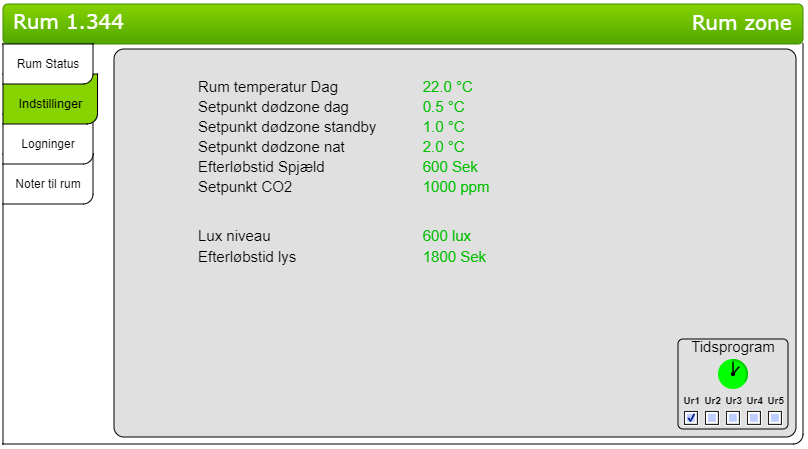 Rum 1.344
Rum zone
Rum Status
Indstillinger
Logninger
Noter til rum
Rum temperatur Dag 22.0 °C
Setpunkt dødzone dag 0.5 °C
Setpunkt dødzone standby 1.0 °C
Setpunkt dødzone nat 2.0 °C
Efterløbstid Spjæld 600 Sek
Setpunkt CO2 1000 ppm
Lux niveau 600 lux
Efterløbstid lys 1800 Sek
Tidsprogram
Ur1 Ur2 Ur3 Ur4 Ur5